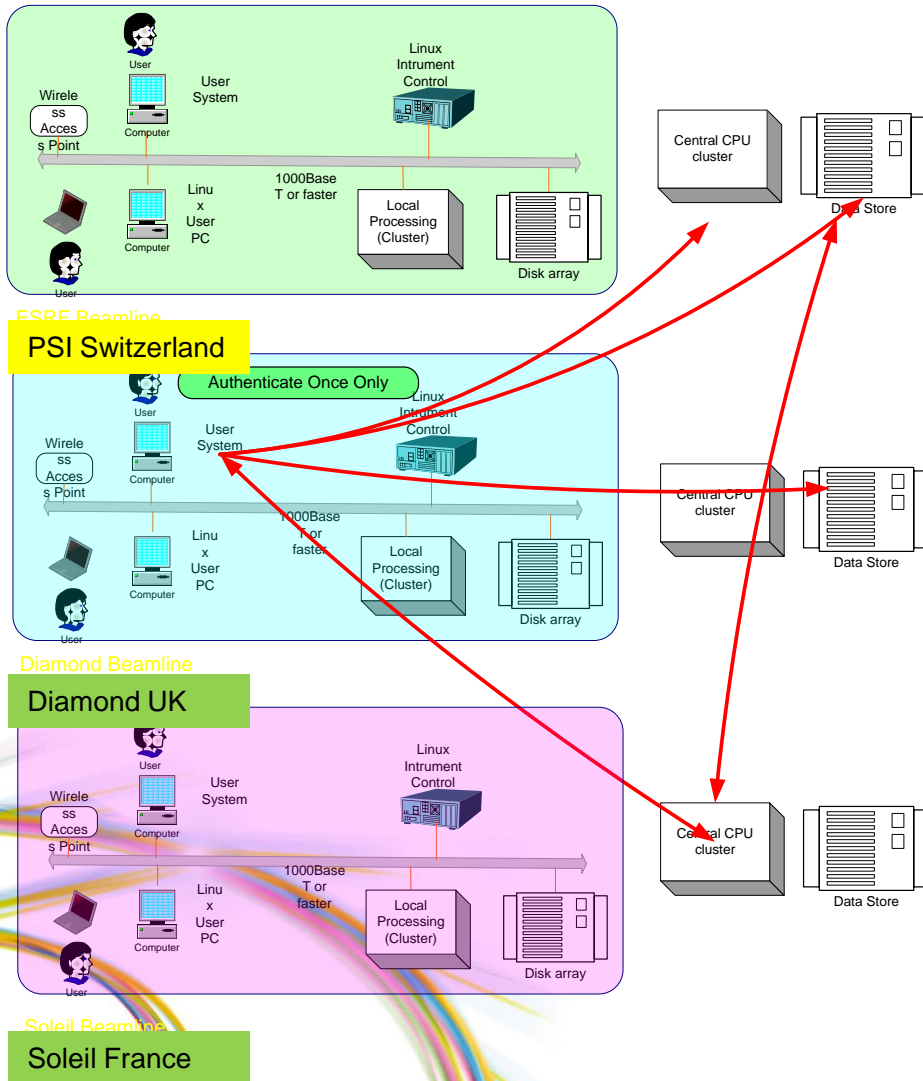 User
Linux
Intrument
Control
User
System
Wirele
ss
Acces
s Point
Computer
Central CPU
cluster
1000Base
T or faster
Linu
x
User
PC
Local
Processing
(Cluster)
Data Store
Computer
Disk array
User
ESRF Beamline
PSI Switzerland
Authenticate Once Only
User
Linux
Intrument
Control
User
System
Wirele
ss
Acces
s Point
Computer
Central CPU
cluster
1000Base
T or
faster
Linu
x
User
PC
Local
Processing
(Cluster)
Data Store
Computer
Disk array
User
Diamond Beamline
Diamond UK
User
Linux
Intrument
Control
User
System
Wirele
ss
Acces
s Point
Computer
Central CPU
cluster
1000Base
T or
faster
Linu
x
User
PC
Local
Processing
(Cluster)
Data Store
Computer
Disk array
User
Soleil Beamline
Soleil France